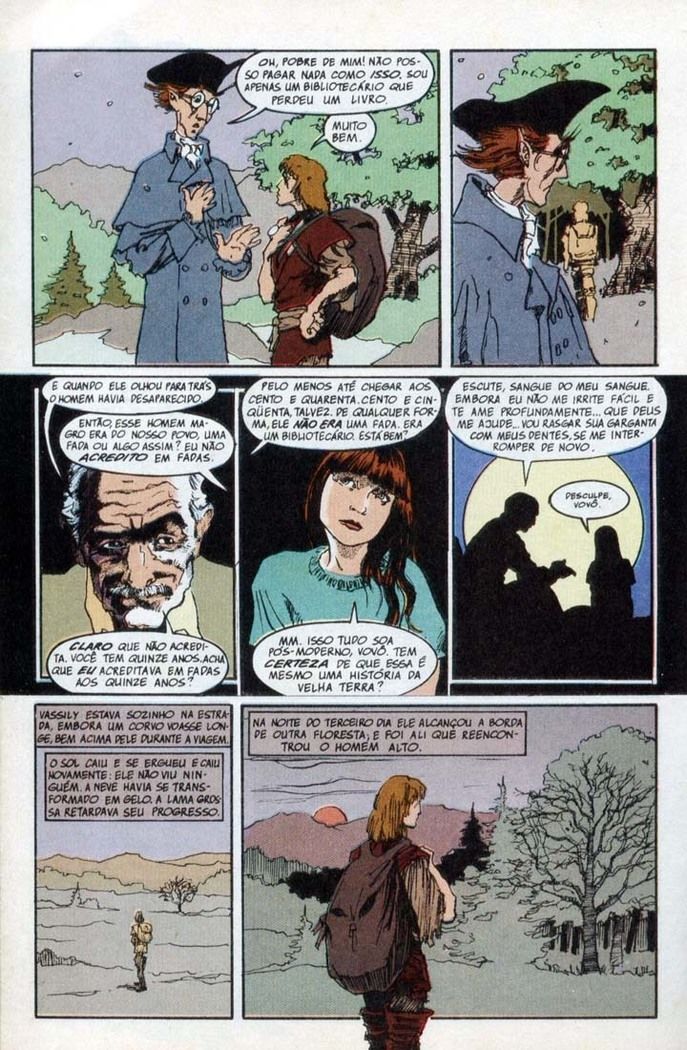 OH, POBRE DE MIM! NÃO POS-
SO PAGAR NADA COMO ISSO. SOU
APENAS UM BIBLIOTECÁRIO QUE
PERDEU UM LIVRO.
MUITO
BEM.
E QUANDO ELE OLHOU PARA TRÁS
O HOMEM HAVIA DESAPARECIDO.
ENTÃO, ESSE HOMEM MA-
GRO ERA DO NOSSO POVO, UMA
FADA OU ALGO ASSIM? EU NÃO
ACREDITO EM FADAS.
CLARO QUE NÃO ACREDI-
TA. VOCÊ TEM QUINZE ANOS. ACHA
QUE EU ACREDITAVA EM FADAS
AOS QUINZE ANOS?
PELO MENOS ATÉ CHEGAR AOS
CENTO E QUARENTA. CENTO E CIN-
QÜENTA, TALVEZ. DE QUALQUER FOR-
MA, ELE NÃO ERA UMA FADA. ERA
UM BIBLIOTECÁRIO. ESTÁ BEM?
MM. ISSO TUDO SOA
PÓS-MODERNO, VOVÔ. TEM
CERTEZA DE QUE ESSA É
MESMO UMA HISTÓRIA DA
VELHA TERRA?
ESCUTE, SANGUE DO MEU SANGUE.
EMBORA EU NÃO ME IRRITE FÁCIL E
TE AME PROFUNDAMENTE... QUE DEUS
ME AJUDE... VOU RASGAR SUA GARGANTA
COM MEUS DENTES, SE ME INTER-
ROMPER DE NOVO.
DESCULPE,
VOVÔ.
VASSILY ESTAVA SOZINHO NA ESTRA-
DA, EMBORA UM CORVO VOASSE LON-
GE, BEM ACIMA DELE DURANTE A VIAGEM.
O SOL CAIU E SE ERGUEU E CAIU
NOVAMENTE: ELE NÃO VIU NIN-
GUÉM. A NEVE HAVIA SE TRANS-
FORMADO EM GELO. A LAMA GROS-
SA RETARDAVA SEU PROGRESSO.
NA NOITE DO TERCEIRO DIA ELE ALCANÇOU A BORDA
DE OUTRA FLORESTA; E FOI ALI QUE REENCON-
TROU O HOMEM ALTO.